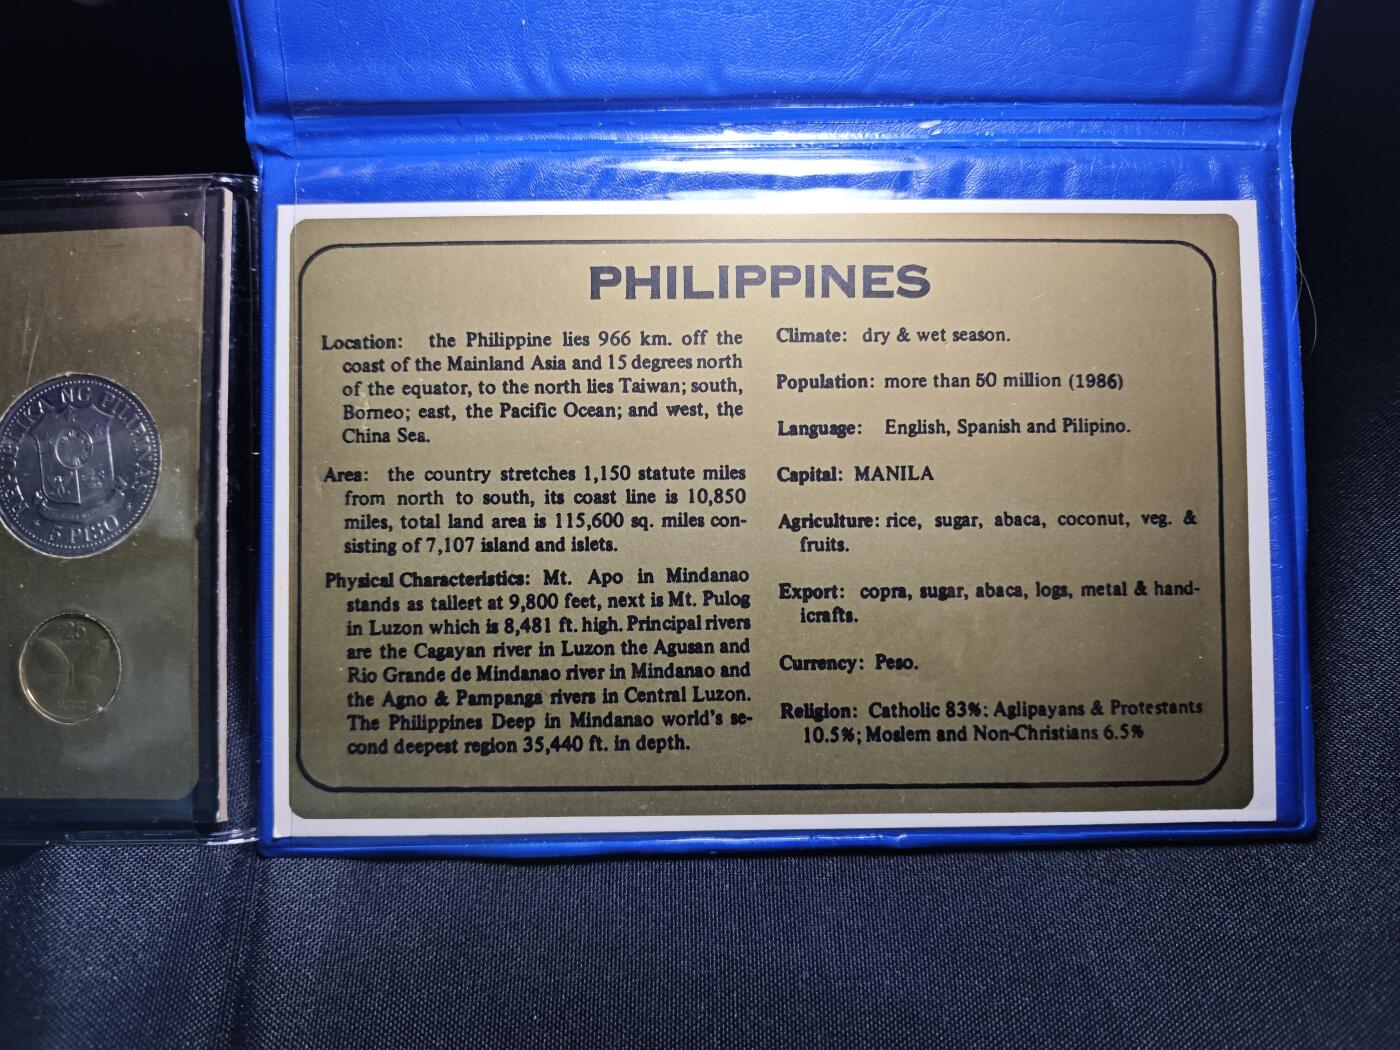 REPUBLIKA NG PILIPINAS
5 PISO
25
PHILIPPINES
Location: the Philippine lies 966 km. off the
coast of the Mainland Asia and 15 degrees north
of the equator, to the north lies Taiwan; south,
Borneo; east, the Pacific Ocean; and west, the
China Sea.
Area: the country stretches 1,150 statute miles
from north to south, its coast line is 10,850
miles, total land area is 115,600 sq. miles con-
sisting of 7,107 island and islets.
Physical Characteristics: Mt. Apo in Mindanao
stands as tallest at 9,800 feet, next is Mt. Pulog
in Luzon which is 8,481 ft. high. Principal rivers
are the Cagayan river in Luzon the Agusan and
Rio Grande de Mindanao river in Mindanao and
the Agno & Pampanga rivers in Central Luzon.
The Philippines Deep in Mindanao world's se-
cond deepest region 35,440 ft. in depth.
Climate: dry & wet season.
Population: more than 50 million (1986)
Language: English, Spanish and Pilipino.
Capital: MANILA
Agriculture: rice, sugar, abaca, coconut, veg. &
fruits.
Export: copra, sugar, abaca, logs, metal & hand-
icrafts.
Currency: Peso.
Religion: Catholic 83%: Aglipayans & Protestants
10.5%; Moslem and Non-Christians 6.5%